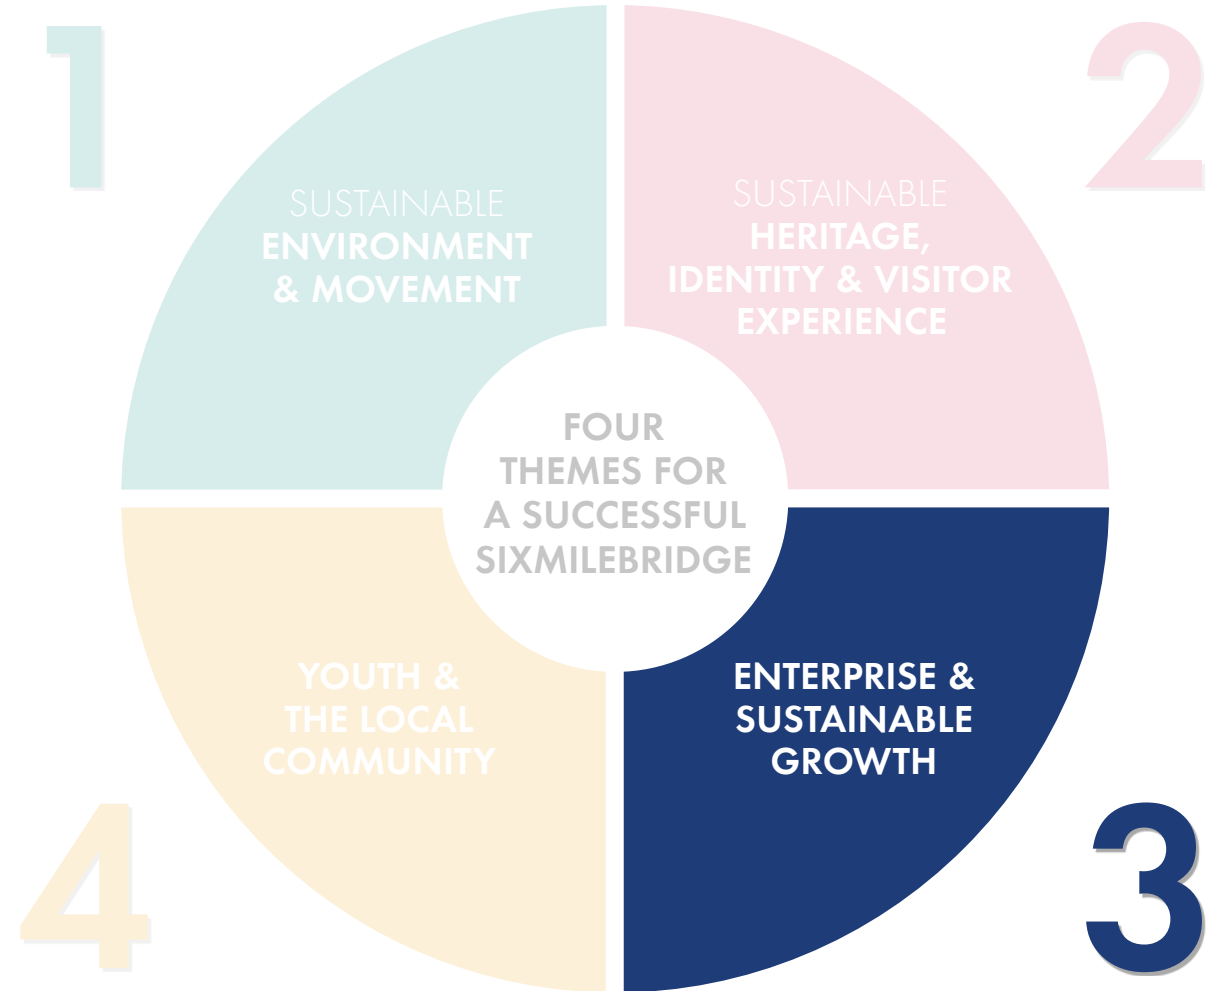 1
SUSTAINABLE
ENVIRONMENT
& MOVEMENT
2
SUSTAINABLE
HERITAGE,
IDENTITY & VISITOR
EXPERIENCE
FOUR
THEMES FOR
A SUCCESSFUL
SIXMILEBRIDGE
3
ENTERPRISE &
SUSTAINABLE
GROWTH
4
YOUTH &
THE LOCAL
COMMUNITY